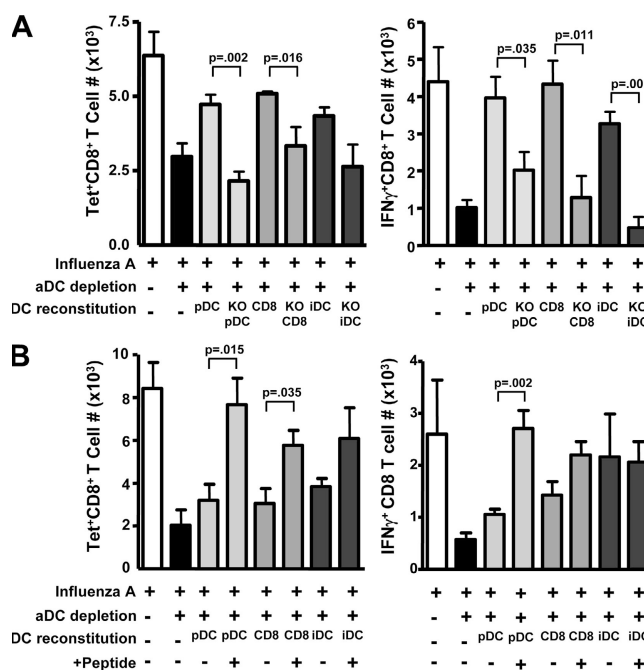 A
Tet+CD8+ T Cell # (x10³)
7.5
5.0
2.5
0.0
p=.002
p=.016
Influenza A + + + + + + + +
aDC depletion - + + + + + + +
DC reconstitution - - pDC KO pDC CD8 KO CD8 iDC KO iDC
IFNγ+CD8+ T Cell # (x10³)
6
5
4
3
2
1
0
p=.035
p=.011
p=.00
+ + + + + + + +
- + + + + + + +
- - pDC KO pDC CD8 KO CD8 iDC KO iDC
B
Tet+CD8+ T Cell # (x10³)
10
8
6
4
2
0
p=.015
p=.035
Influenza A + + + + + + + +
aDC depletion - + + + + + + +
DC reconstitution - - pDC pDC CD8 CD8 iDC iDC
+Peptide - - - + - + - +
IFNγ+ CD8 T cell # (x10³)
4
3
2
1
0
p=.002
+ + + + + + + +
- + + + + + + +
- - pDC pDC CD8 CD8 iDC iDC
- - - + - + - +